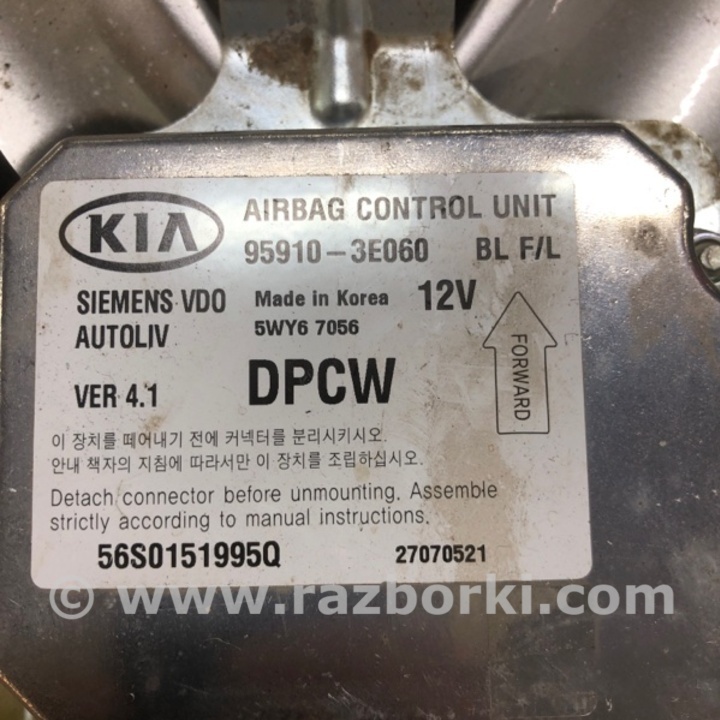 KIA AIRBAG CONTROL UNIT
95910-3E060 BL F/L
SIEMENS VDO Made in Korea 12V
AUTOLIV 5WY6 7056
VER 4.1 DPCW
FORWARD
이 장치를 떼어내기 전에 커넥터를 분리시키시오.
안내 책자의 지침에 따라서만 이 장치를 조립하십시오.
Detach connector before unmounting. Assemble
strictly according to manual instructions.
56S0151995Q 27070521
© www.razborki.com